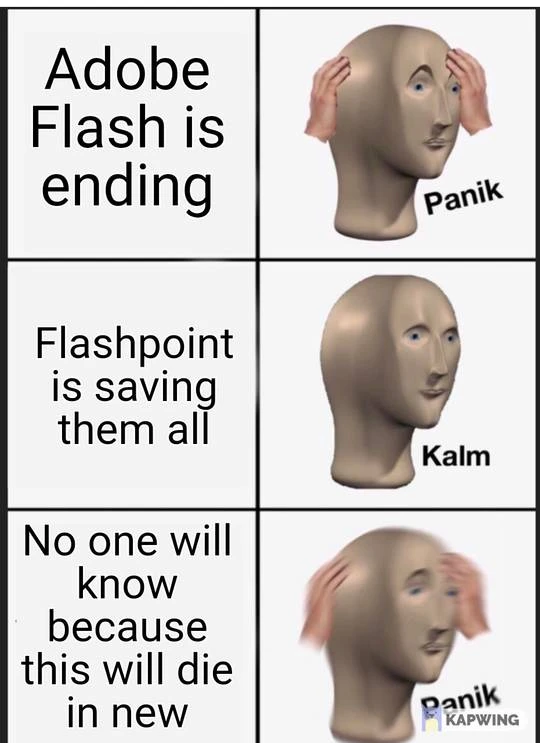 Adobe
Flash is
ending
Panik
Flashpoint
is saving
them all
Kalm
No one will
know
because
this will die
in new
Panik
KAPWING